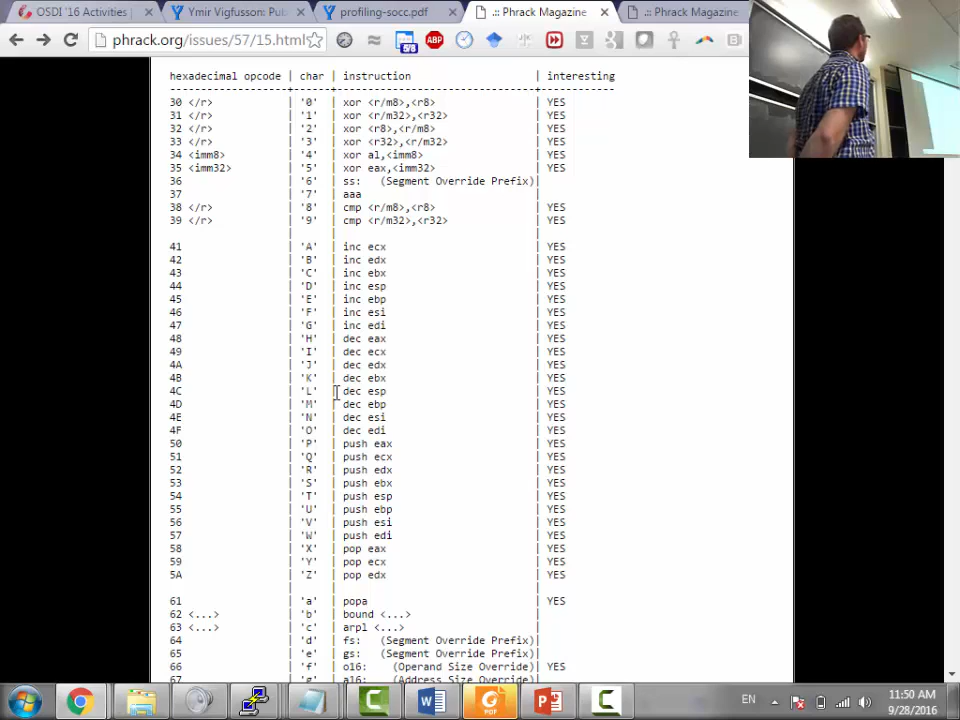 OSDI '16 Activities | Ymir Vigfusson: Pub profiling-socc.pdf .:: Phrack Magazine .:: Phrack Magazine
phrack.org/issues/57/15.html
hexadecimal opcode | char | instruction | interesting
30 </r> | '0' | xor <r/m8>,<r8> | YES
31 </r> | '1' | xor <r/m32>,<r32> | YES
32 </r> | '2' | xor <r8>,<r/m8> | YES
33 </r> | '3' | xor <r32>,<r/m32> | YES
34 <imm8> | '4' | xor al,<imm8> | YES
35 <imm32> | '5' | xor eax,<imm32> | YES
36 | '6' | ss: (Segment Override Prefix)|
37 | '7' | aaa |
38 </r> | '8' | cmp <r/m8>,<r8> | YES
39 </r> | '9' | cmp <r/m32>,<r32> | YES
41 | 'A' | inc ecx | YES
42 | 'B' | inc edx | YES
43 | 'C' | inc ebx | YES
44 | 'D' | inc esp | YES
45 | 'E' | inc ebp | YES
46 | 'F' | inc esi | YES
47 | 'G' | inc edi | YES
48 | 'H' | dec eax | YES
49 | 'I' | dec ecx | YES
4A | 'J' | dec edx | YES
4B | 'K' | dec ebx | YES
4C | 'L' | dec esp | YES
4D | 'M' | dec ebp | YES
4E | 'N' | dec esi | YES
4F | 'O' | dec edi | YES
50 | 'P' | push eax | YES
51 | 'Q' | push ecx | YES
52 | 'R' | push edx | YES
53 | 'S' | push ebx | YES
54 | 'T' | push esp | YES
55 | 'U' | push ebp | YES
56 | 'V' | push esi | YES
57 | 'W' | push edi | YES
58 | 'X' | pop eax | YES
59 | 'Y' | pop ecx | YES
5A | 'Z' | pop edx | YES
61 | 'a' | popa | YES
62 <...> | 'b' | bound <...> |
63 <...> | 'c' | arpl <...> |
64 | 'd' | fs: (Segment Override Prefix)|
65 | 'e' | gs: (Segment Override Prefix)|
66 | 'f' | o16: (Operand Size Override)| YES
67 | 'g' | a16: (Address Size Override)|
EN 11:50 AM
9/28/2016